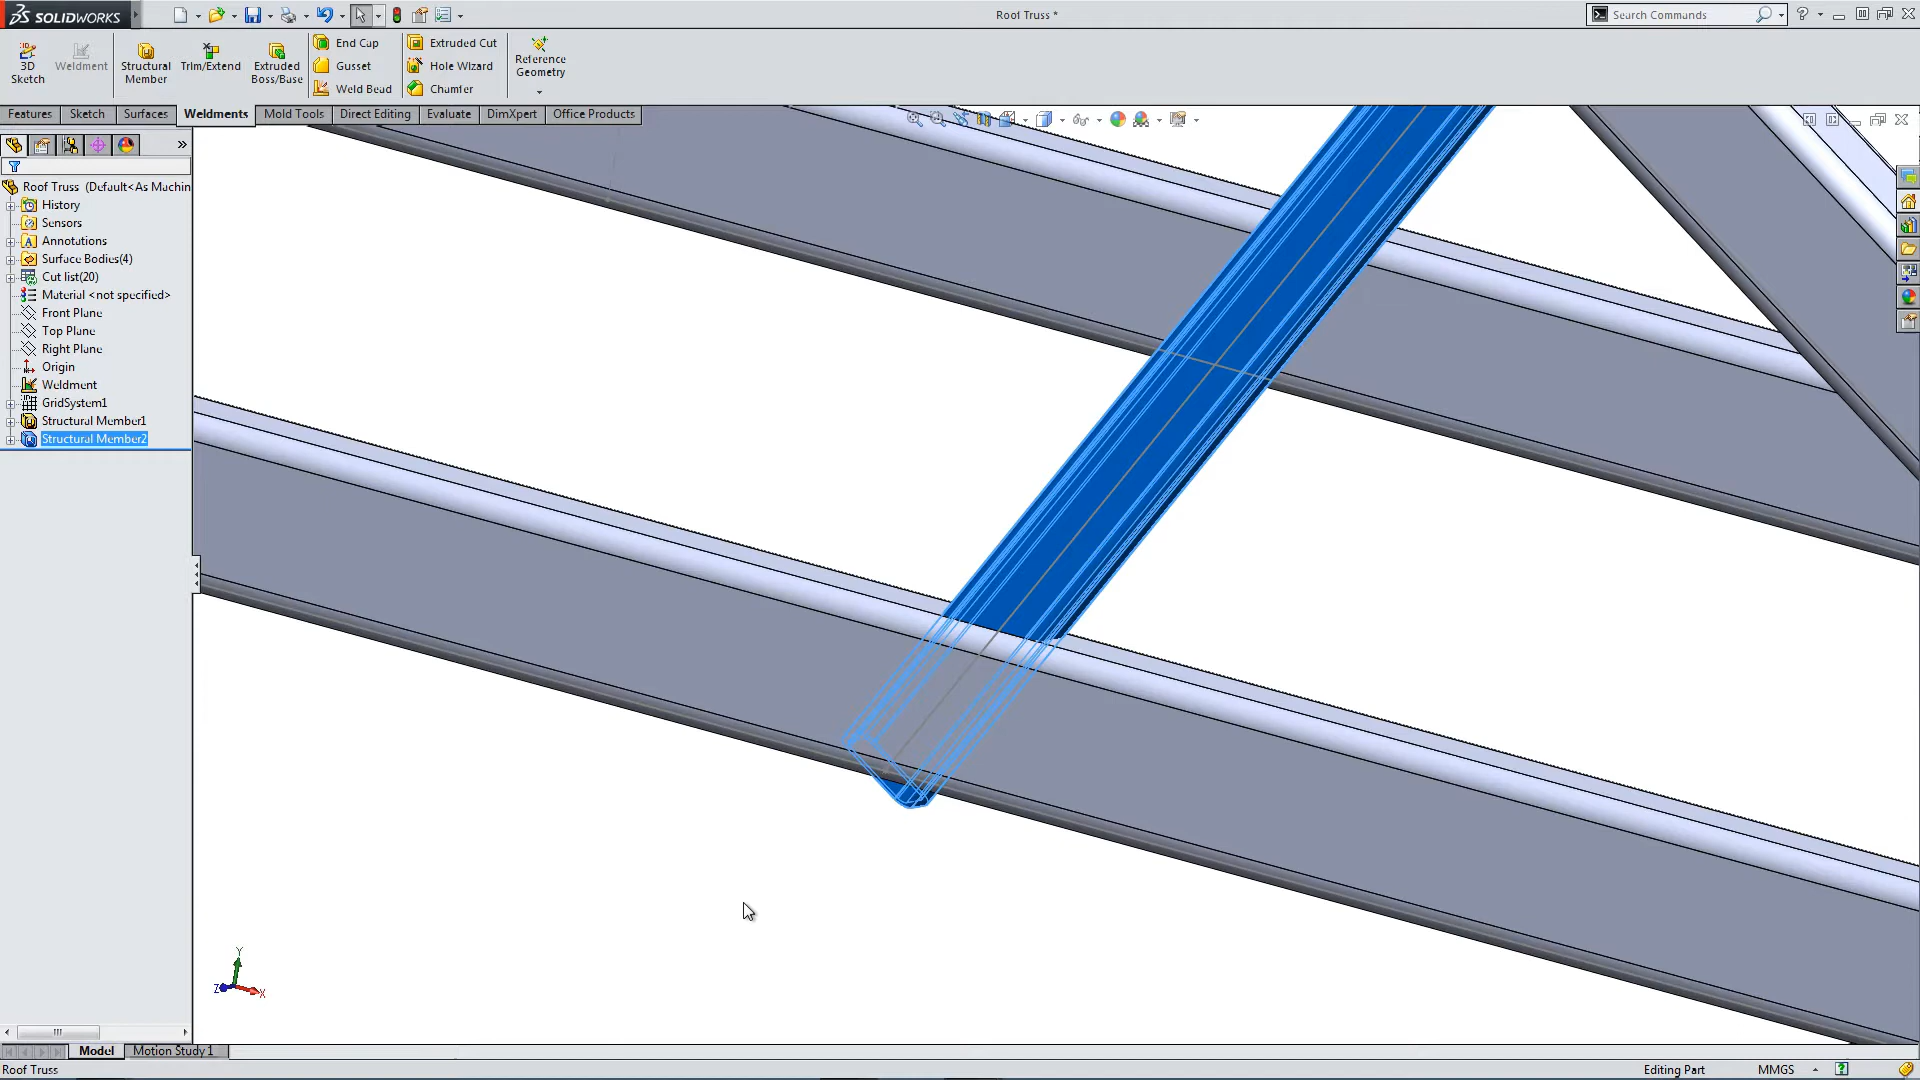 SOLIDWORKS
Roof Truss *
Search Commands
3D Sketch
Weldment
Structural Member
Trim/Extend
Extruded Boss/Base
End Cap
Gusset
Weld Bead
Extruded Cut
Hole Wizard
Chamfer
Reference Geometry
Features
Sketch
Surfaces
Weldments
Mold Tools
Direct Editing
Evaluate
DimXpert
Office Products
Roof Truss (Default<As Machin
History
Sensors
Annotations
Surface Bodies(4)
Cut list(20)
Material <not specified>
Front Plane
Top Plane
Right Plane
Origin
Weldment
GridSystem1
Structural Member1
Structural Member2
Y
Z
X
Model
Motion Study 1
Roof Truss
Editing Part
MMGS